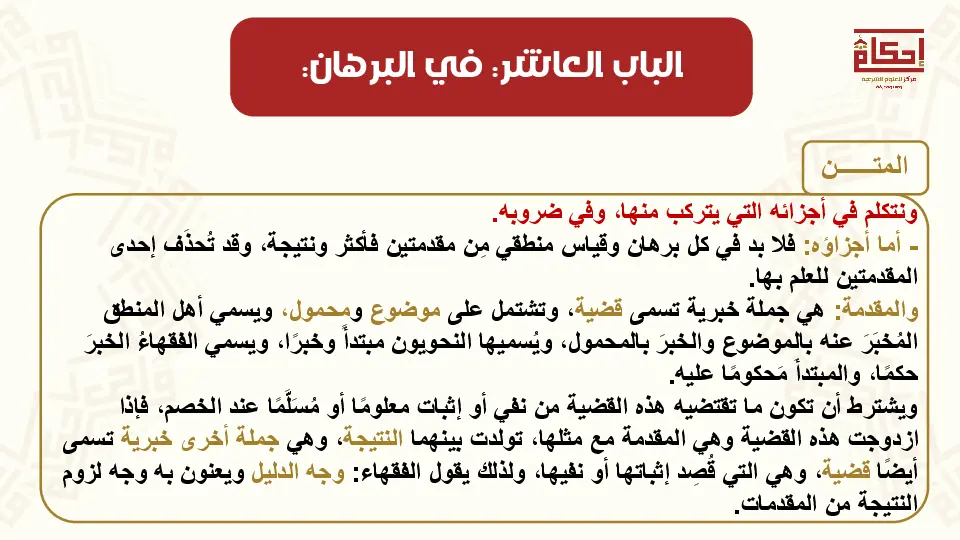 الباب العاشر: في البرهان:
إحكام
مركز للعلوم الشرعية
المتـــــــن
ونتكلم في أجزائه التي يتركب منها، وفي ضروبه.
- أما أجزاؤه: فلا بد في كل برهان وقياس منطقي مِن مقدمتين فأكثر ونتيجة، وقد تُحذَف إحدى
المقدمتين للعلم بها.
والمقدمة: هي جملة خبرية تسمى قضية، وتشتمل على موضوع ومحمول، ويسمي أهل المنطق
المُخبَرَ عنه بالموضوع والخبرَ بالمحمول، ويُسميها النحويون مبتدأً وخبرًا، ويسمي الفقهاءُ الخبرَ
حكمًا، والمبتدأَ مَحكومًا عليه.
ويشترط أن تكون ما تقتضيه هذه القضية من نفي أو إثبات معلومًا أو مُسَلَّمًا عند الخصم، فإذا
ازدوجت هذه القضية وهي المقدمة مع مثلها، تولدت بينهما النتيجة، وهي جملة أخرى خبرية تسمى
أيضًا قضية، وهي التي قُصِد إثباتها أو نفيها، ولذلك يقول الفقهاء: وجه الدليل ويعنون به وجه لزوم
النتيجة من المقدمات.